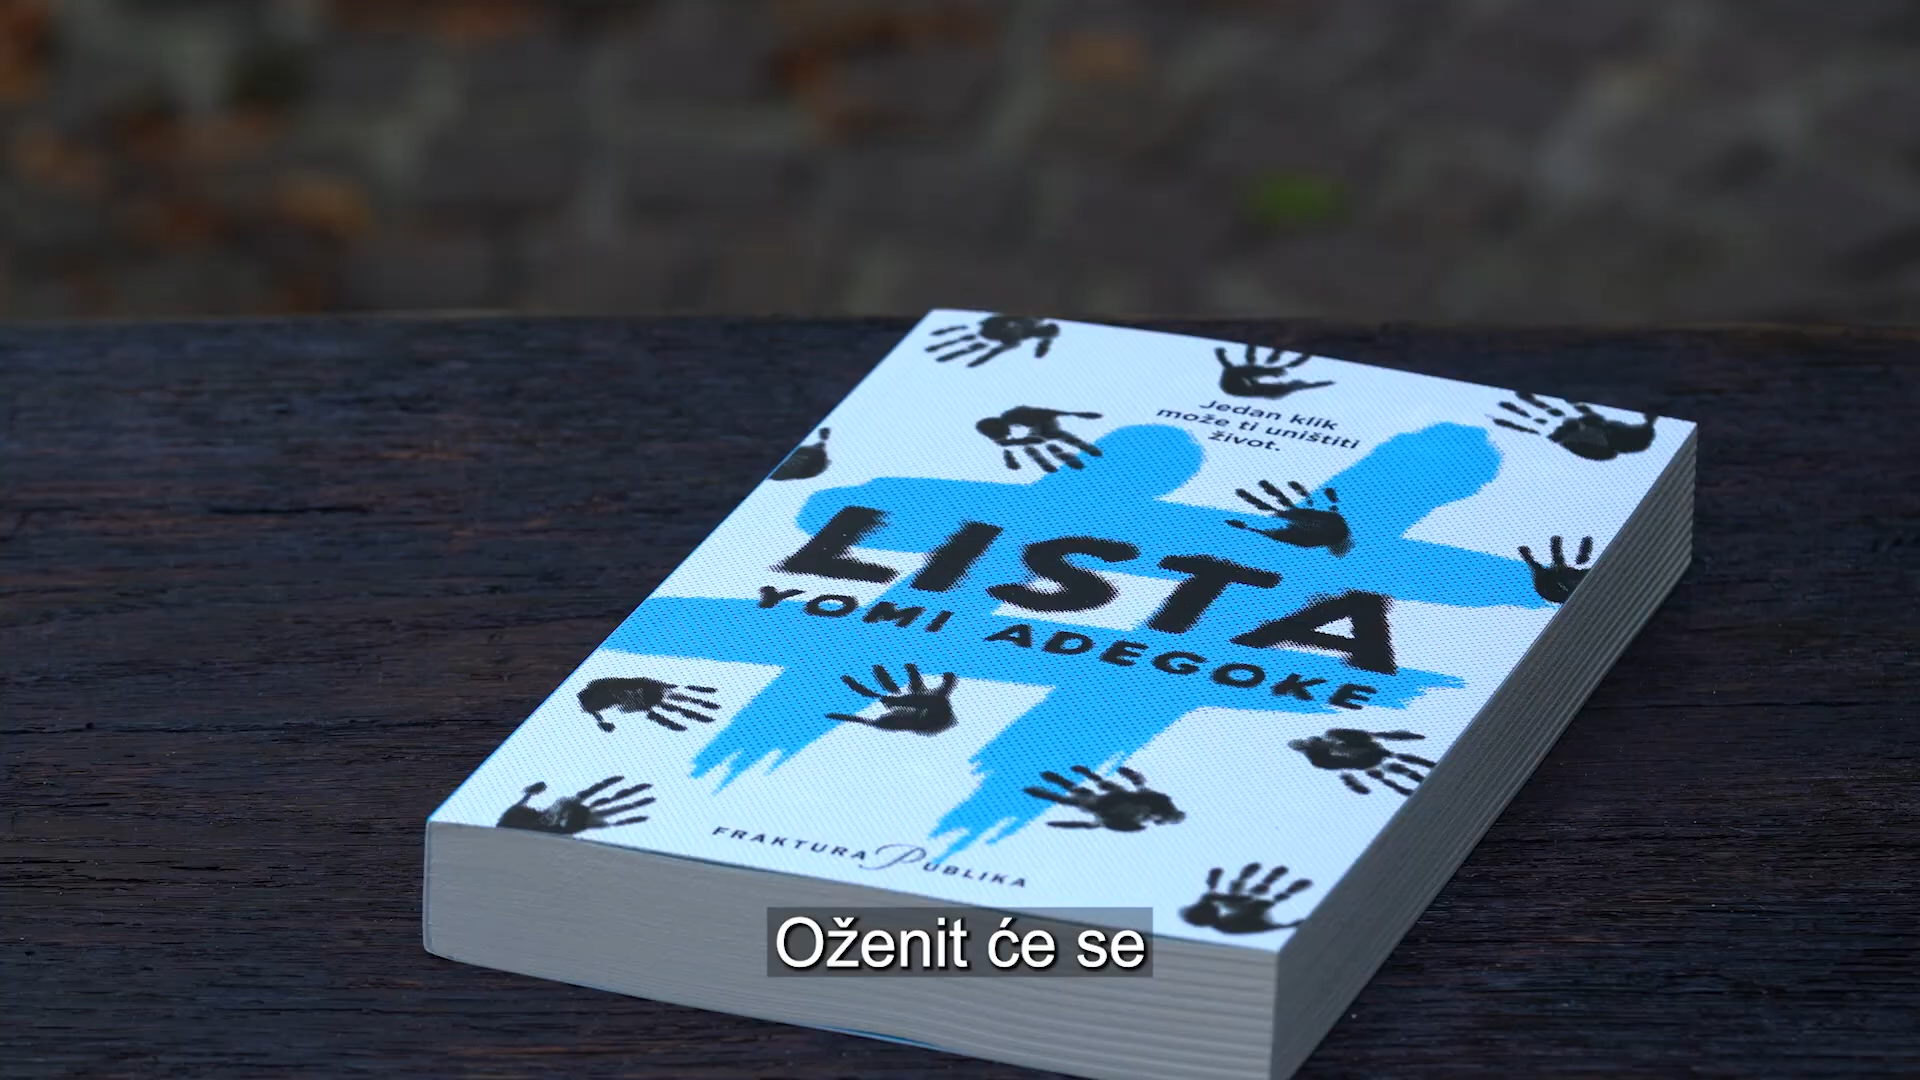 Jedan klik
može ti uništiti
život.
LISTA
YOMI ADEGOKE
FRAKTURA PUBLIKA
Oženit će se